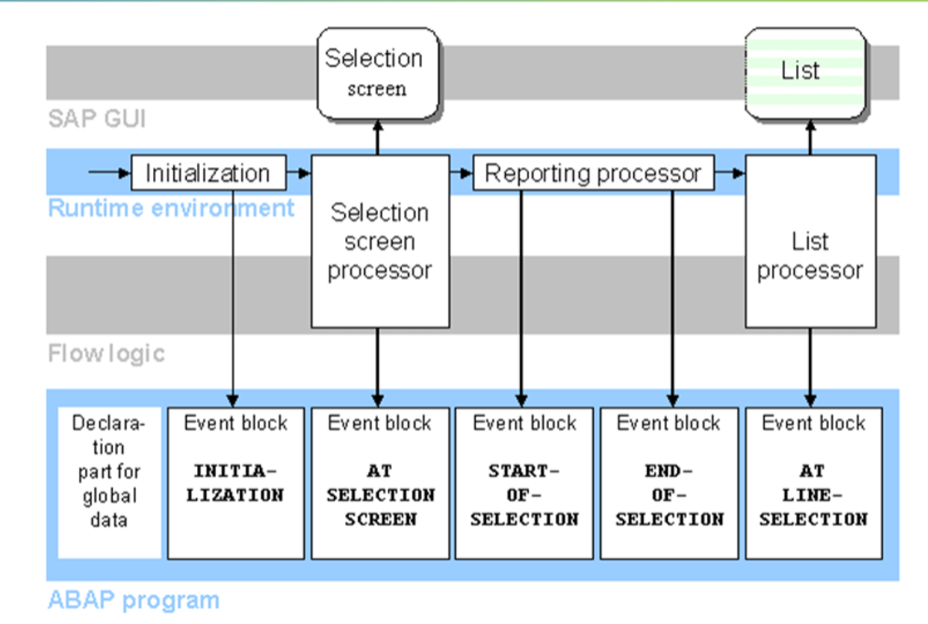 Selection
screen
List
SAP GUI
Initialization
Reporting processor
Runtime environment
Selection
screen
processor
List
processor
Flow logic
Declara-
tion
part for
global
data
Event block
INITIA-
LIZATION
Event block
AT
SELECTION
SCREEN
Event block
START-
OF-
SELECTION
Event block
END-
OF-
SELECTION
Event block
AT
LINE-
SELECTION
ABAP program